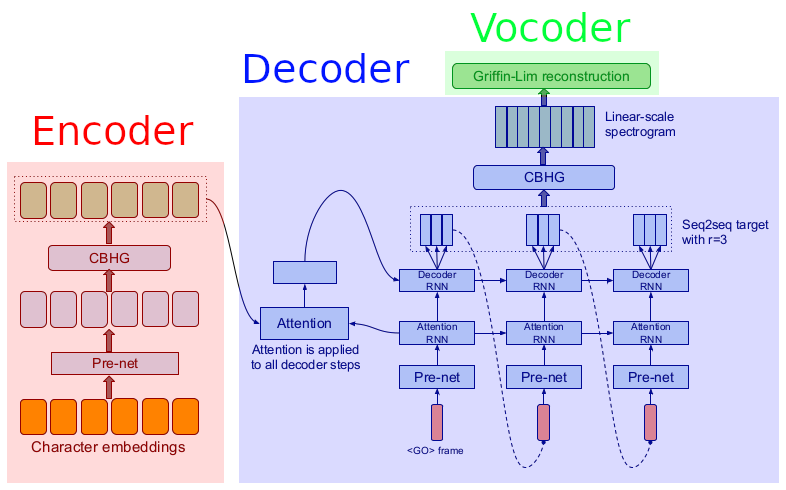 Vocoder
Decoder
Griffin-Lim reconstruction
Encoder
Linear-scale
spectrogram
CBHG
Seq2seq target
with r=3
CBHG
Decoder
RNN
Decoder
RNN
Decoder
RNN
Attention
Attention is applied
to all decoder steps
Attention
RNN
Attention
RNN
Attention
RNN
Pre-net
Pre-net
Pre-net
Pre-net
<GO> frame
Character embeddings